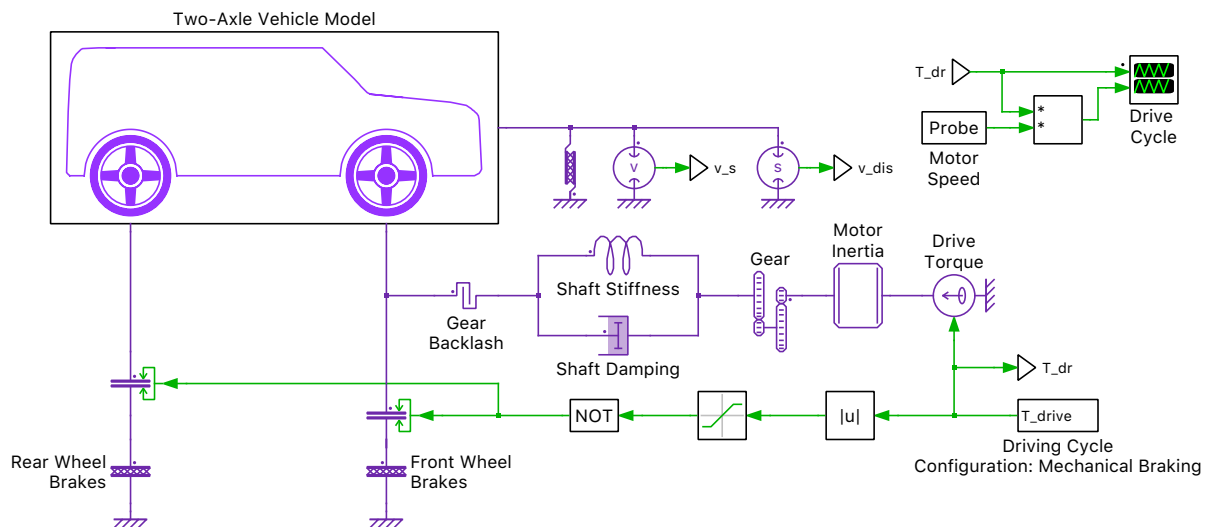 Two-Axle Vehicle Model
T_dr
*
*
Probe
Motor
Speed
Drive
Cycle
v
v_s
s
v_dis
Gear
Backlash
Shaft Stiffness
Shaft Damping
Gear
Motor
Inertia
Drive
Torque
T_dr
NOT
|u|
T_drive
Driving Cycle
Configuration: Mechanical Braking
Rear Wheel
Brakes
Front Wheel
Brakes